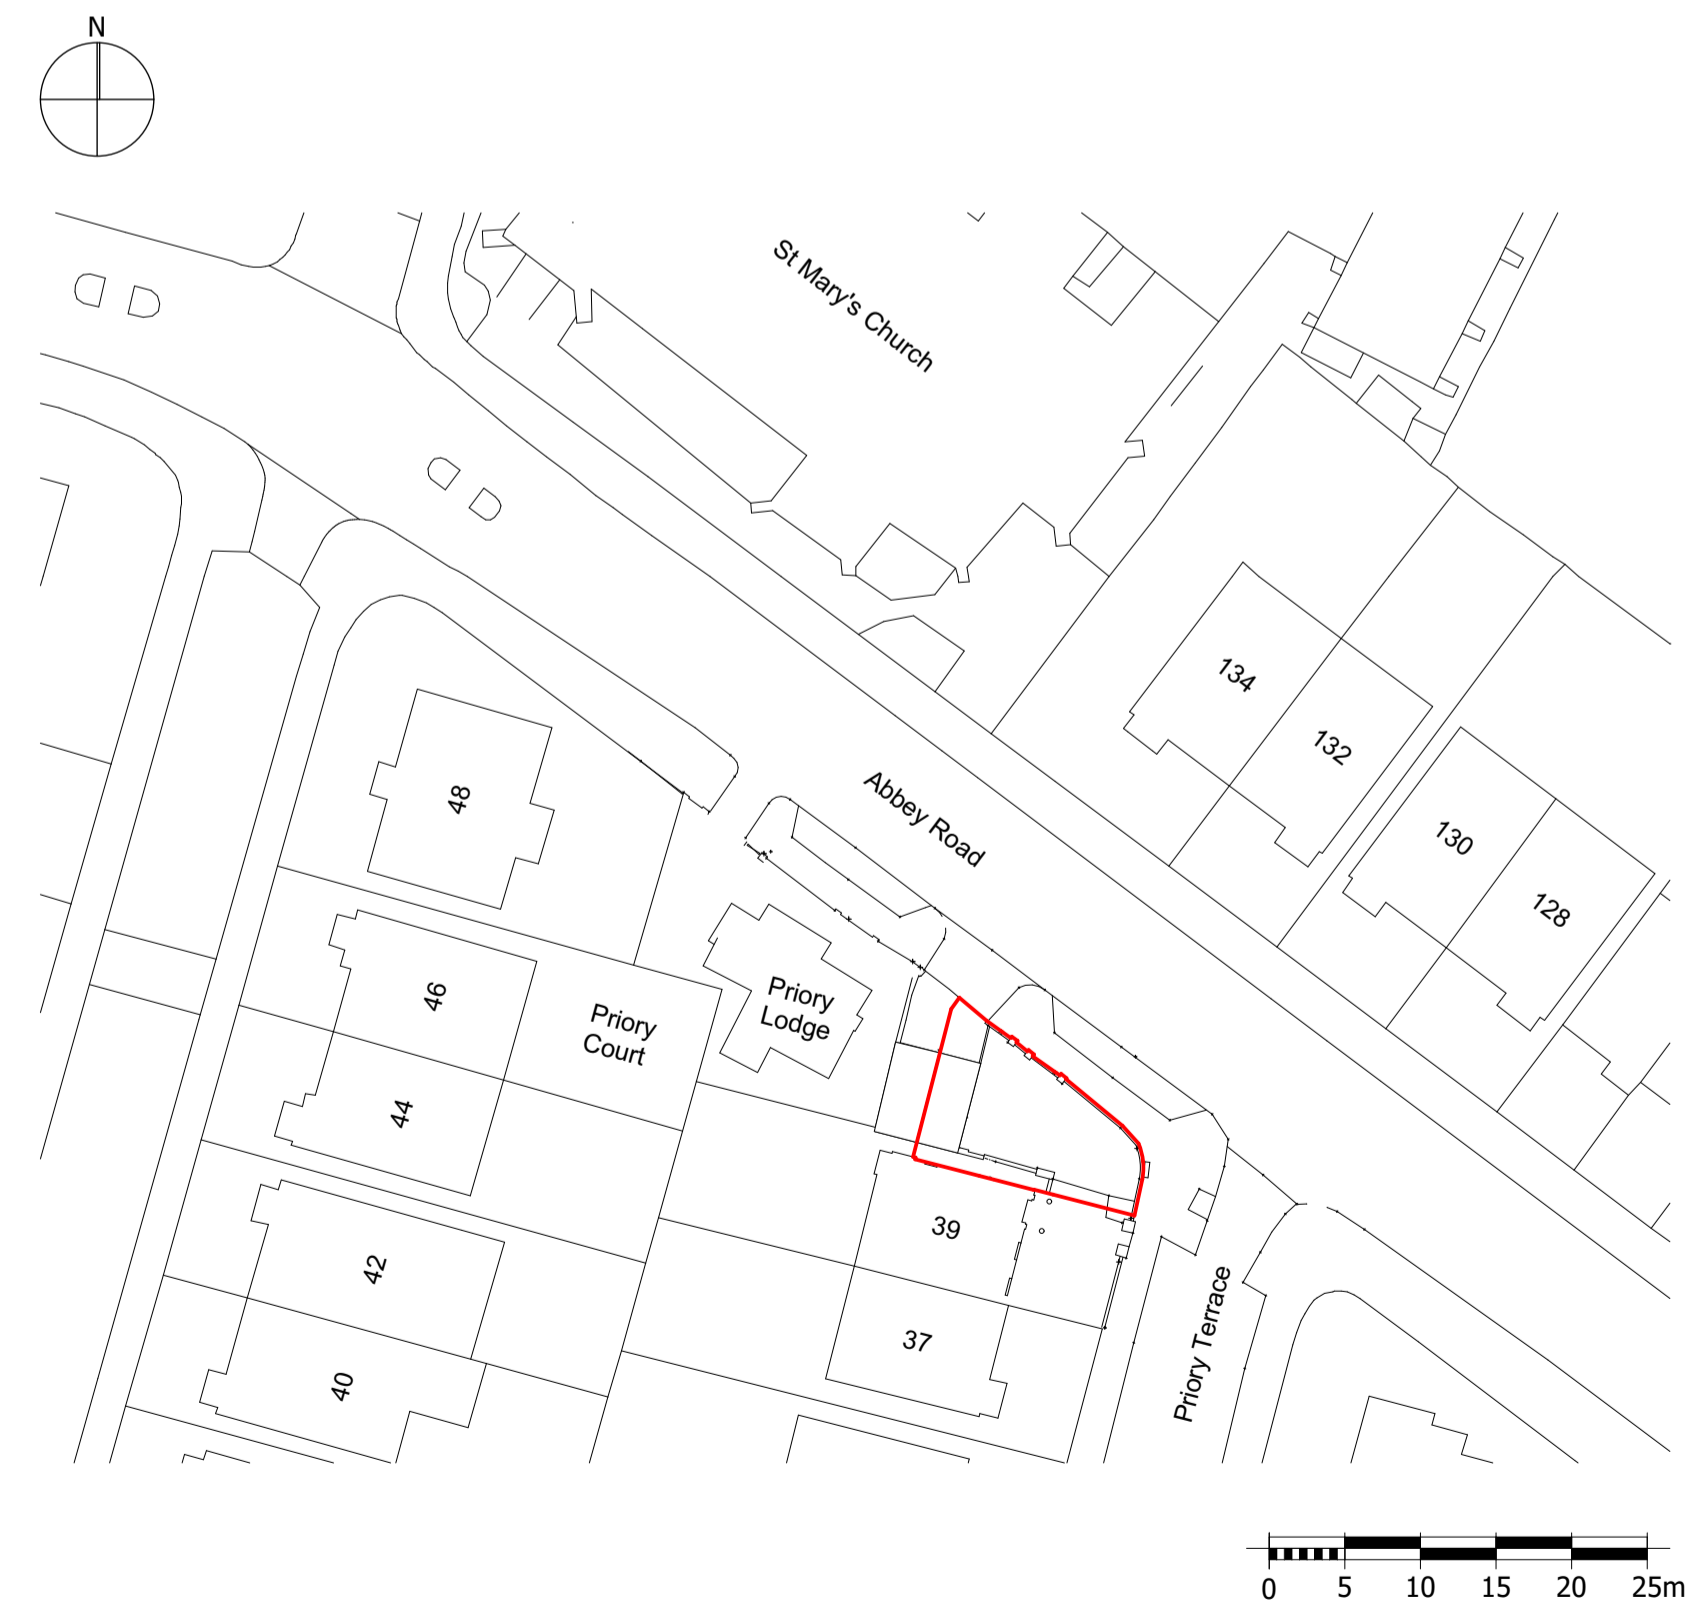 N
St Mary's Church
134
132
130
128
Abbey Road
48
46
Priory
Court
Priory
Lodge
44
39
42
37
40
Priory Terrace
0 5 10 15 20 25m